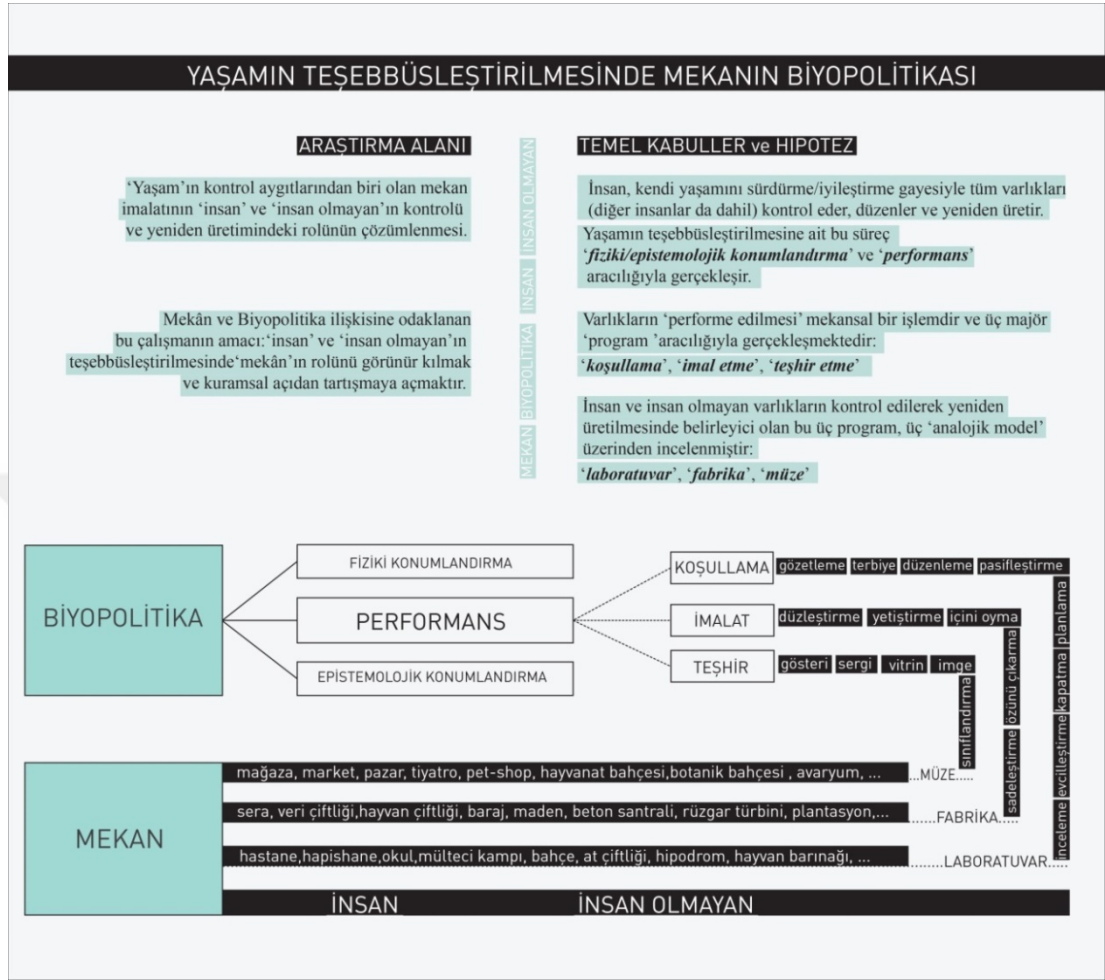 YAŞAMIN TEŞEBBÜSLEŞTİRİLMESİNDE MEKANIN BİYOPOLİTİKASI
ARAŞTIRMA ALANI
'Yaşam'ın kontrol aygıtlarından biri olan mekan
imalatının 'insan' ve 'insan olmayan'ın kontrolü
ve yeniden üretimindeki rolünün çözümlenmesi.
Mekân ve Biyopolitika ilişkisine odaklanan
bu çalışmanın amacı:'insan' ve 'insan olmayan'ın
teşebbüsleştirilmesinde'mekân'ın rolünü görünür kılmak
ve kuramsal açıdan tartışmaya açmaktır.
MEKAN BİYOPOLİTİKA İNSAN İNSAN OLMAYAN
TEMEL KABULLER ve HIPOTEZ
İnsan, kendi yaşamını sürdürme/iyileştirme gayesiyle tüm varlıkları
(diğer insanlar da dahil) kontrol eder, düzenler ve yeniden üretir.
Yaşamın teşebbüsleştirilmesine ait bu süreç
'fiziki/epistemolojik konumlandırma' ve 'performans'
aracılığıyla gerçekleşir.
Varlıkların 'performe edilmesi' mekansal bir işlemdir ve üç majör
'program 'aracılığıyla gerçekleşmektedir:
'koşullama', 'imal etme', 'teşhir etme'
İnsan ve insan olmayan varlıkların kontrol edilerek yeniden
üretilmesinde belirleyici olan bu üç program, üç 'analojik model'
üzerinden incelenmiştir:
'laboratuvar', 'fabrika', 'müze'
BİYOPOLİTİKA
FİZİKİ KONUMLANDIRMA
PERFORMANS
EPİSTEMOLOJİK KONUMLANDIRMA
KOŞULLAMA gözetleme terbiye düzenleme pasifleştirme
İMALAT düzleştirme yetiştirme içini oyma
TEŞHİR gösteri sergi vitrin imge
sınıflandırma
sadeleştirme özünü çıkarma
inceleme evcilleştirme kapatma planlama
MEKAN
mağaza, market, pazar, tiyatro, pet-shop, hayvanat bahçesi,botanik bahçesi , avaryum, ... ...MÜZE.....
sera, veri çiftliği,hayvan çiftliği, baraj, maden, beton santrali, rüzgar türbini, plantasyon,... .......FABRİKA.....
hastane,hapishane,okul,mülteci kampı, bahçe, at çiftliği, hipodrom, hayvan barınağı, ... ........LABORATUVAR.....
İNSAN İNSAN OLMAYAN